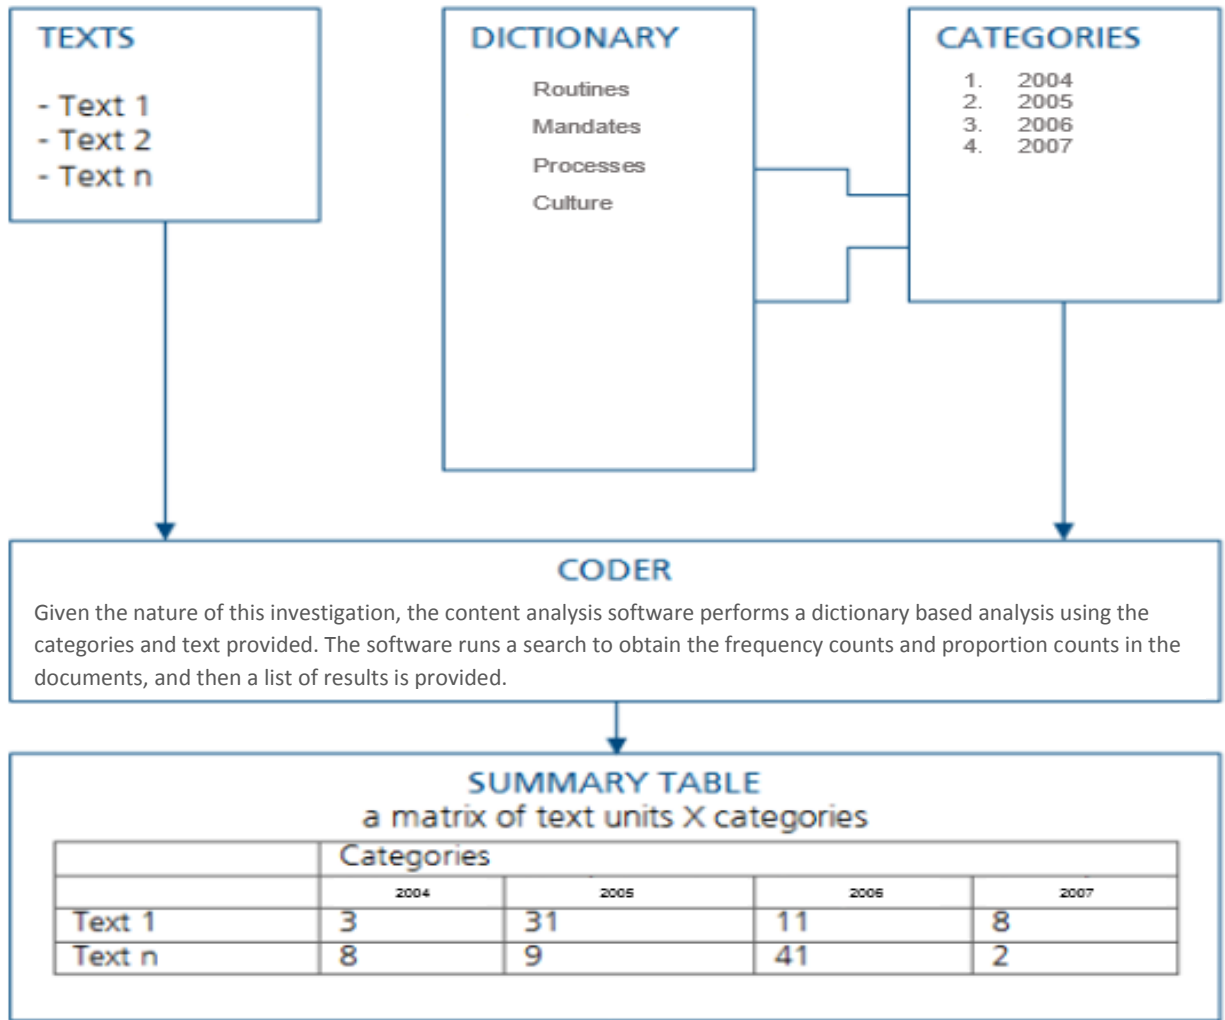 TEXTS
- Text 1
- Text 2
- Text n
DICTIONARY
Routines
Mandates
Processes
Culture
CATEGORIES
1. 2004
2. 2005
3. 2006
4. 2007
CODER
Given the nature of this investigation, the content analysis software performs a dictionary based analysis using the
categories and text provided. The software runs a search to obtain the frequency counts and proportion counts in the
documents, and then a list of results is provided.
SUMMARY TABLE
a matrix of text units X categories
Categories
2004 2005 2006 2007
Text 1 3 31 11 8
Text n 8 9 41 2